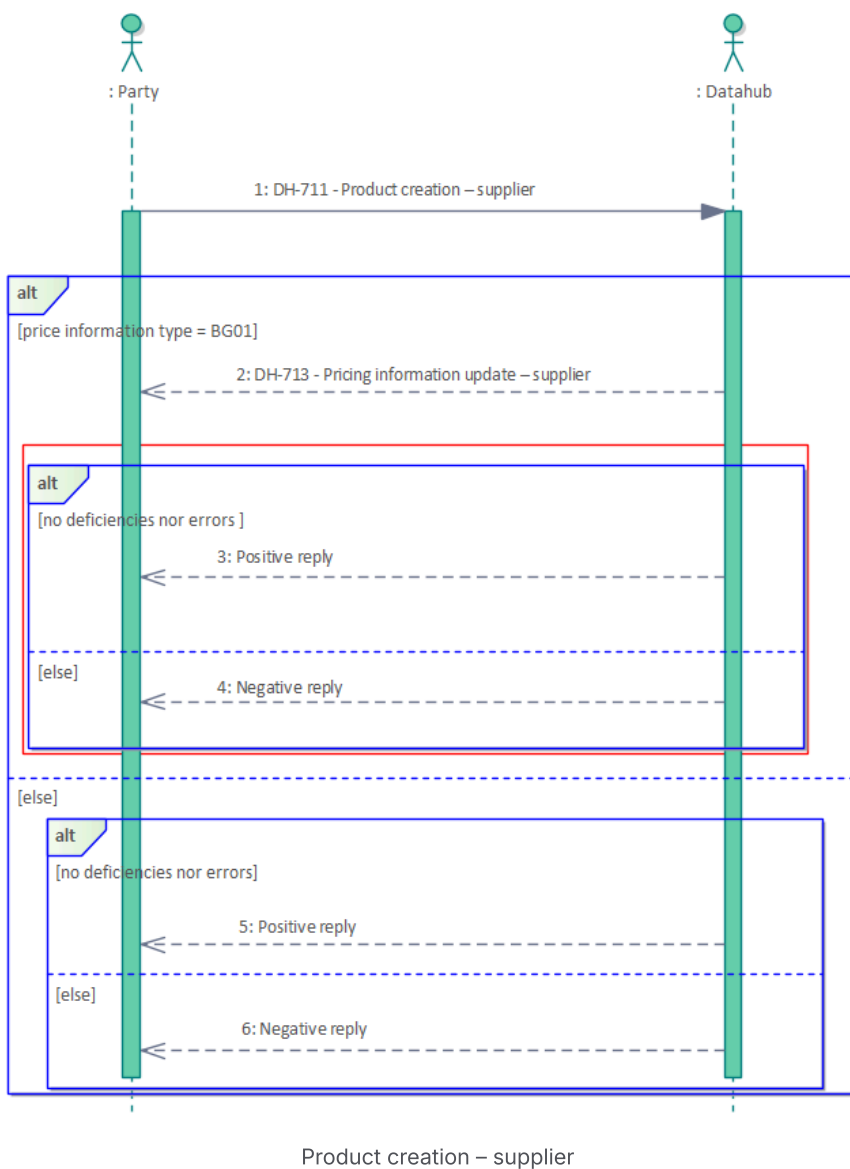 : Party
: Datahub
1: DH-711 - Product creation – supplier
alt
[price information type = BG01]
2: DH-713 - Pricing information update – supplier
alt
[no deficiencies nor errors ]
3: Positive reply
[else]
4: Negative reply
[else]
alt
[no deficiencies nor errors]
5: Positive reply
[else]
6: Negative reply
Product creation – supplier